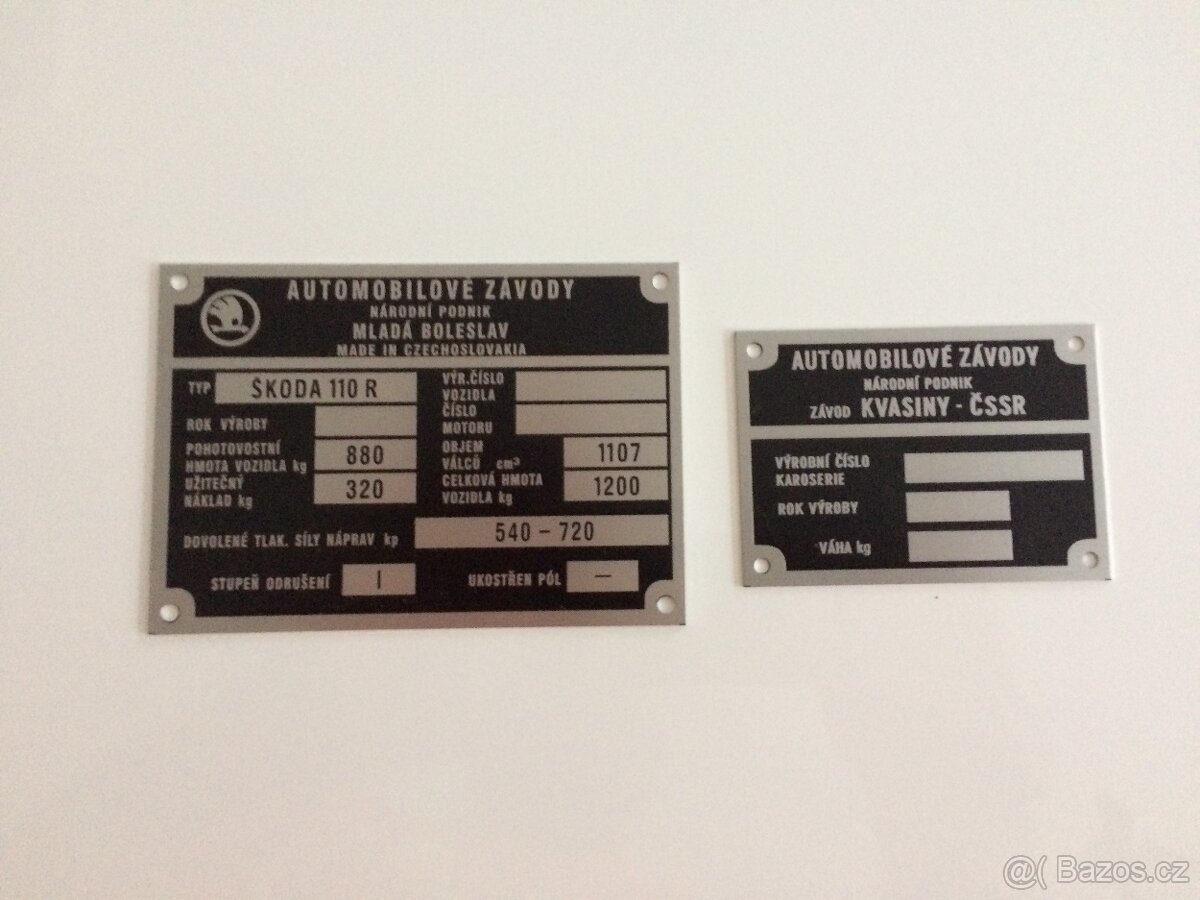 AUTOMOBILOVÉ ZÁVODY
NÁRODNÍ PODNIK
MLADÁ BOLESLAV
MADE IN CZECHOSLOVAKIA
TYP ŠKODA 110 R
ROK VÝROBY
POHOTOVOSTNÍ
HMOTA VOZIDLA kg 880
UŽITEČNÝ
NÁKLAD kg 320
VÝR. ČÍSLO
VOZIDLA
ČÍSLO
MOTORU
OBJEM
VÁLCŮ cm³ 1107
CELKOVÁ HMOTA
VOZIDLA kg 1200
DOVOLENÉ TLAK. SÍLY NÁPRAV kp 540 - 720
STUPEŇ ODRUŠENÍ I
UKOSTŘEN PÓL —
AUTOMOBILOVÉ ZÁVODY
NÁRODNÍ PODNIK
ZÁVOD KVASINY - ČSSR
VÝROBNÍ ČÍSLO
KAROSERIE
ROK VÝROBY
VÁHA kg
@( Bazos.cz